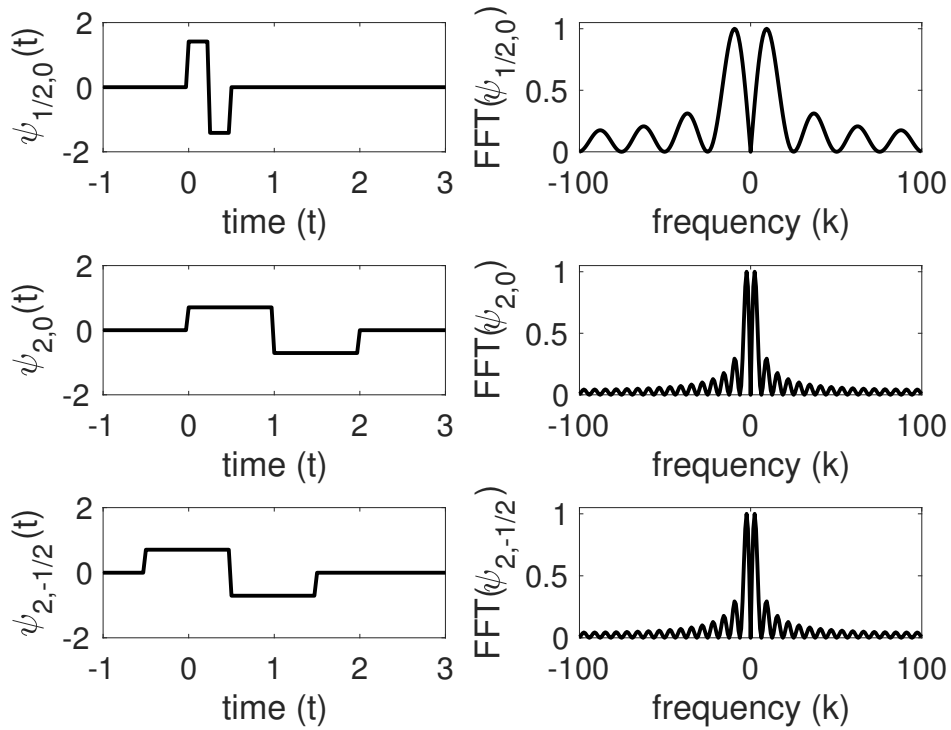 ψ1/2,0(t)
2
0
-2
-1 0 1 2 3
time (t)
FFT(ψ1/2,0)
1
0.5
0
-100 0 100
frequency (k)
ψ2,0(t)
2
0
-2
-1 0 1 2 3
time (t)
FFT(ψ2,0)
1
0.5
0
-100 0 100
frequency (k)
ψ2,-1/2(t)
2
0
-2
-1 0 1 2 3
time (t)
FFT(ψ2,-1/2)
1
0.5
0
-100 0 100
frequency (k)